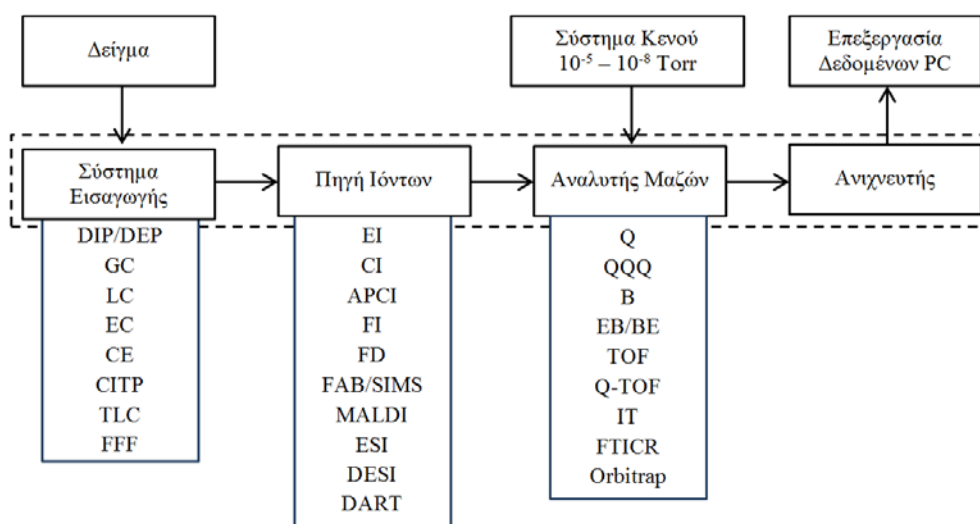 Δείγμα
Σύστημα Κενού
10⁻⁵ – 10⁻⁸ Torr
Επεξεργασία
Δεδομένων PC
Σύστημα
Εισαγωγής
Πηγή Ιόντων
Αναλυτής Μαζών
Ανιχνευτής
DIP/DEP
GC
LC
EC
CE
CITP
TLC
FFF
EI
CI
APCI
FI
FD
FAB/SIMS
MALDI
ESI
DESI
DART
Q
QQQ
B
EB/BE
TOF
Q-TOF
IT
FTICR
Orbitrap